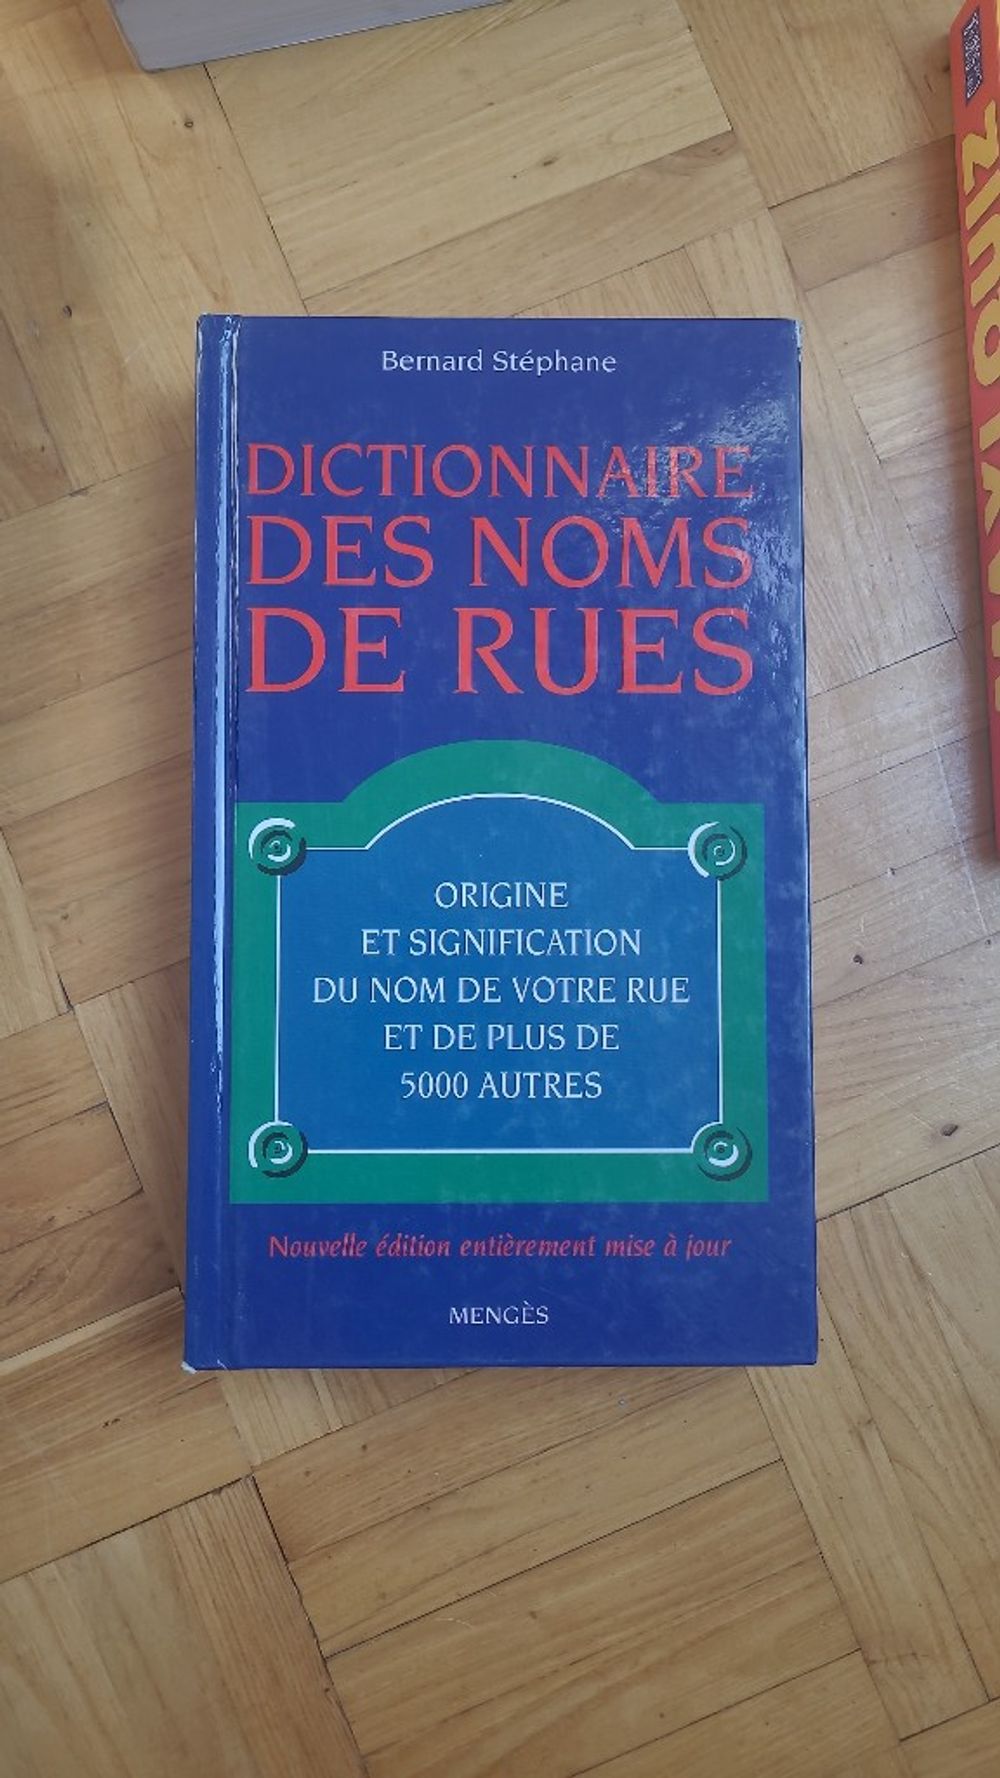 Bernard Stéphane
DICTIONNAIRE
DES NOMS
DE RUES
ORIGINE
ET SIGNIFICATION
DU NOM DE VOTRE RUE
ET DE PLUS DE
5000 AUTRES
Nouvelle édition entièrement mise à jour
MENGÈS